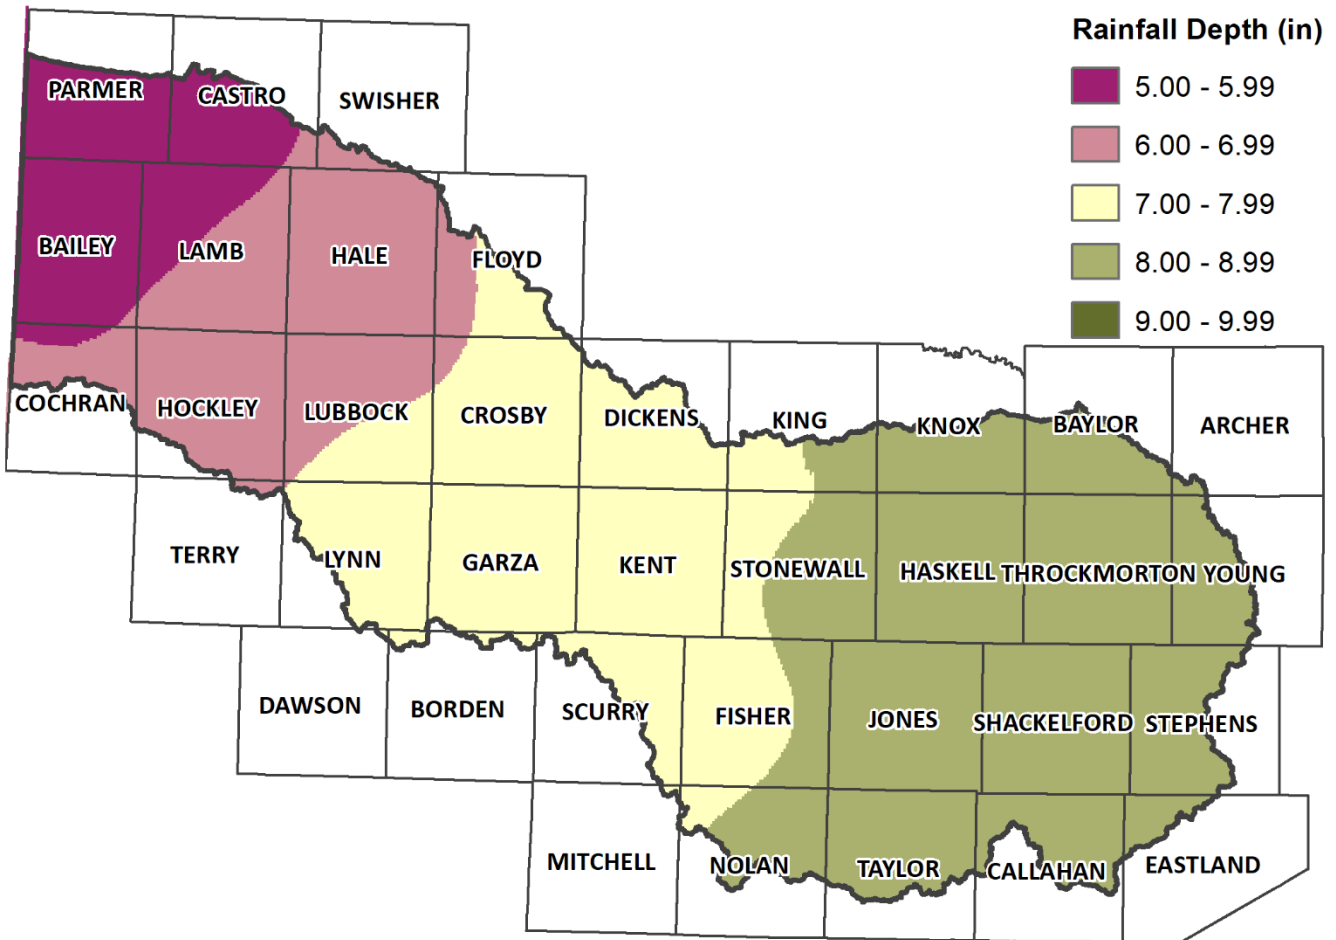 Rainfall Depth (in)
5.00 - 5.99
6.00 - 6.99
7.00 - 7.99
8.00 - 8.99
9.00 - 9.99
PARMER
CASTRO
SWISHER
BAILEY
LAMB
HALE
FLOYD
COCHRAN
HOCKLEY
LUBBOCK
CROSBY
DICKENS
KING
KNOX
BAYLOR
ARCHER
TERRY
LYNN
GARZA
KENT
STONEWALL
HASKELL
THROCKMORTON
YOUNG
DAWSON
BORDEN
SCURRY
FISHER
JONES
SHACKELFORD
STEPHENS
MITCHELL
NOLAN
TAYLOR
CALLAHAN
EASTLAND